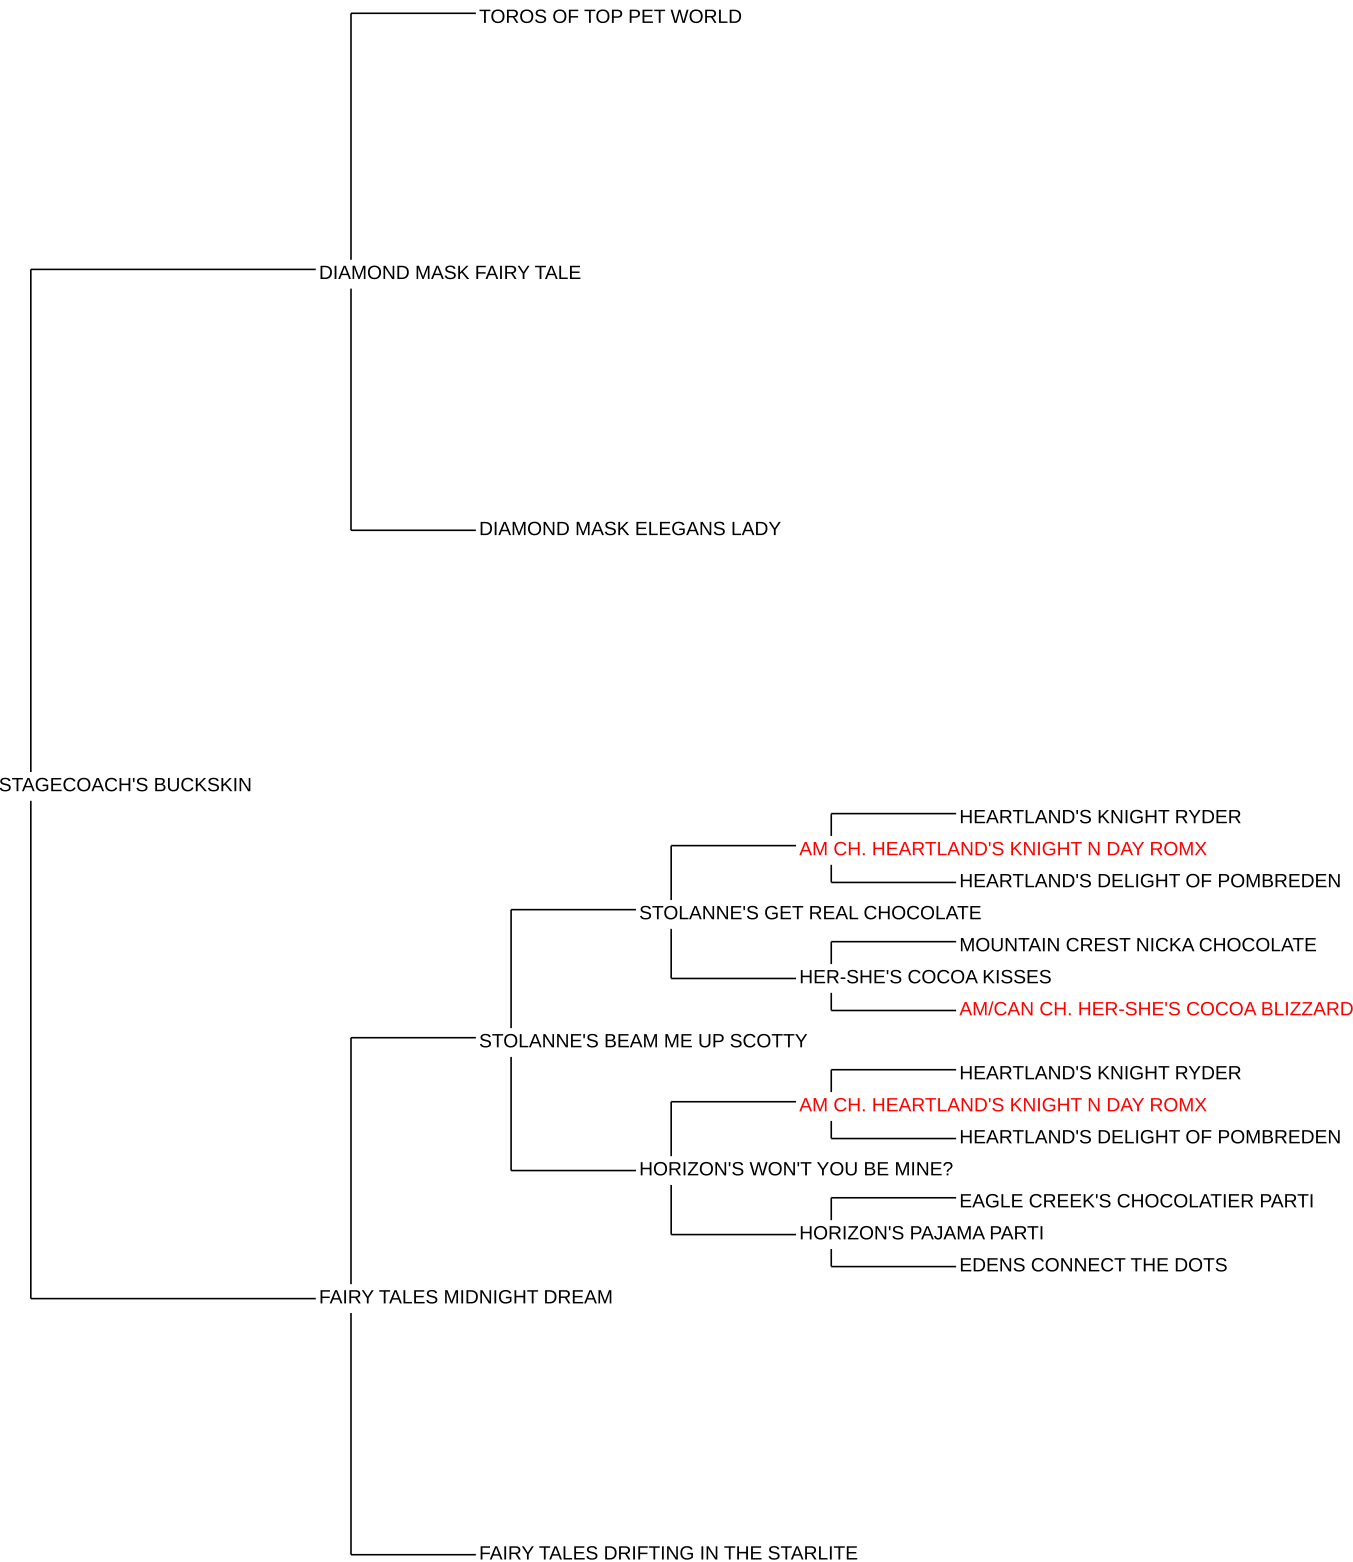 TOROS OF TOP PET WORLD
DIAMOND MASK FAIRY TALE
DIAMOND MASK ELEGANS LADY
STAGECOACH'S BUCKSKIN
HEARTLAND'S KNIGHT RYDER
AM CH. HEARTLAND'S KNIGHT N DAY ROMX
HEARTLAND'S DELIGHT OF POMBREDEN
STOLANNE'S GET REAL CHOCOLATE
MOUNTAIN CREST NICKA CHOCOLATE
HER-SHE'S COCOA KISSES
AM/CAN CH. HER-SHE'S COCOA BLIZZARD
STOLANNE'S BEAM ME UP SCOTTY
HEARTLAND'S KNIGHT RYDER
AM CH. HEARTLAND'S KNIGHT N DAY ROMX
HEARTLAND'S DELIGHT OF POMBREDEN
HORIZON'S WON'T YOU BE MINE?
EAGLE CREEK'S CHOCOLATIER PARTI
HORIZON'S PAJAMA PARTI
EDENS CONNECT THE DOTS
FAIRY TALES MIDNIGHT DREAM
FAIRY TALES DRIFTING IN THE STARLITE